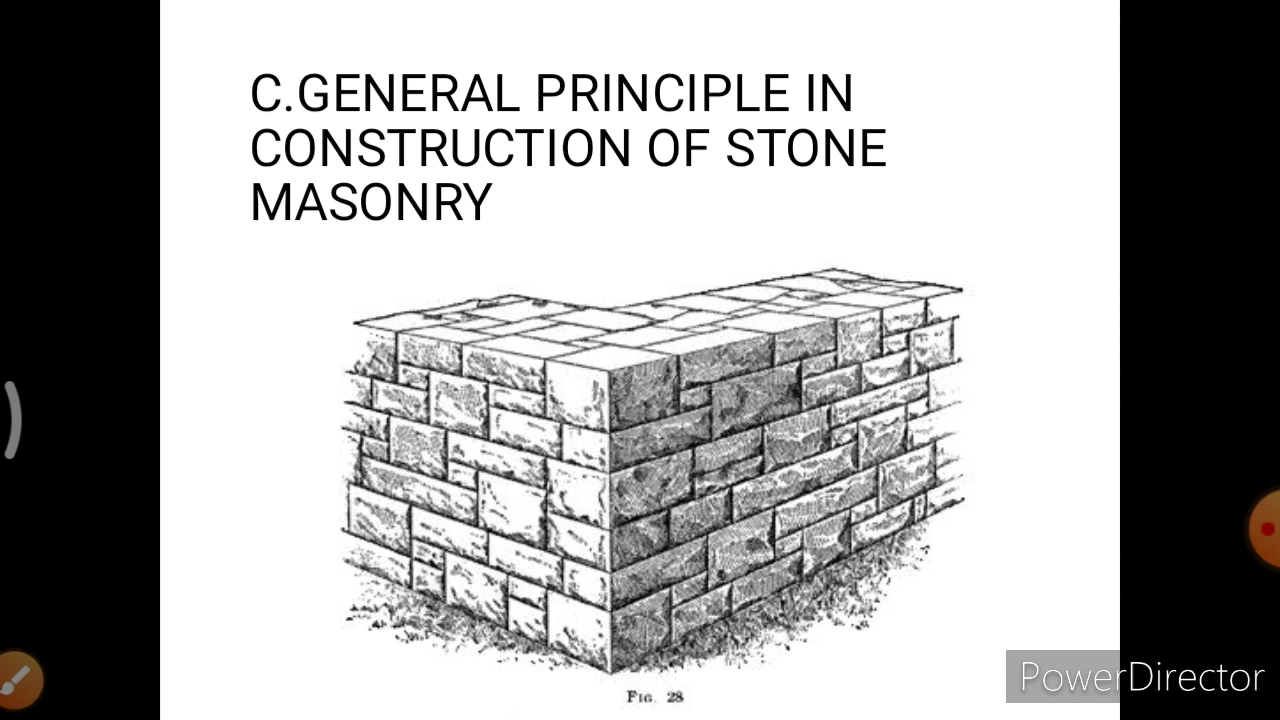 C.GENERAL PRINCIPLE IN
CONSTRUCTION OF STONE
MASONRY
FIG. 28
PowerDirector